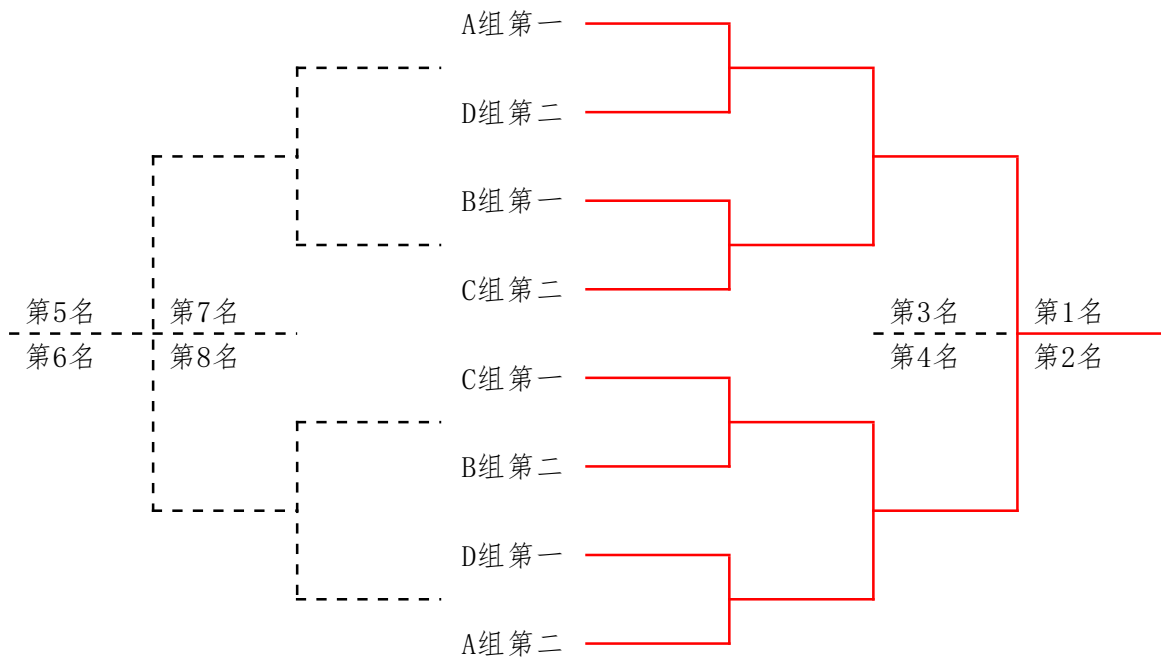 A组第一
D组第二
B组第一
C组第二
第5名 第7名 第3名 第1名
第6名 第8名 第4名 第2名
C组第一
B组第二
D组第一
A组第二